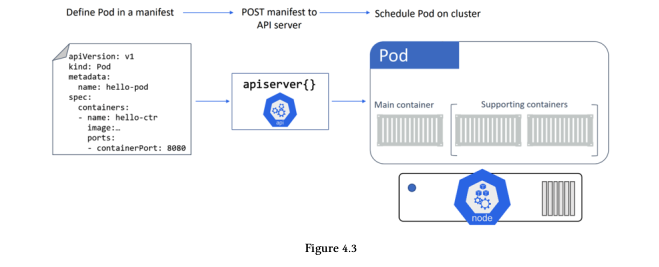 Define Pod in a manifest
POST manifest to
API server
Schedule Pod on cluster
apiVersion: v1
kind: Pod
metadata:
  name: hello-pod
spec:
  containers:
  - name: hello-ctr
    image:…
    ports:
    - containerPort: 8080
apiserver{}
API
Pod
Main container
Supporting containers
node
Figure 4.3